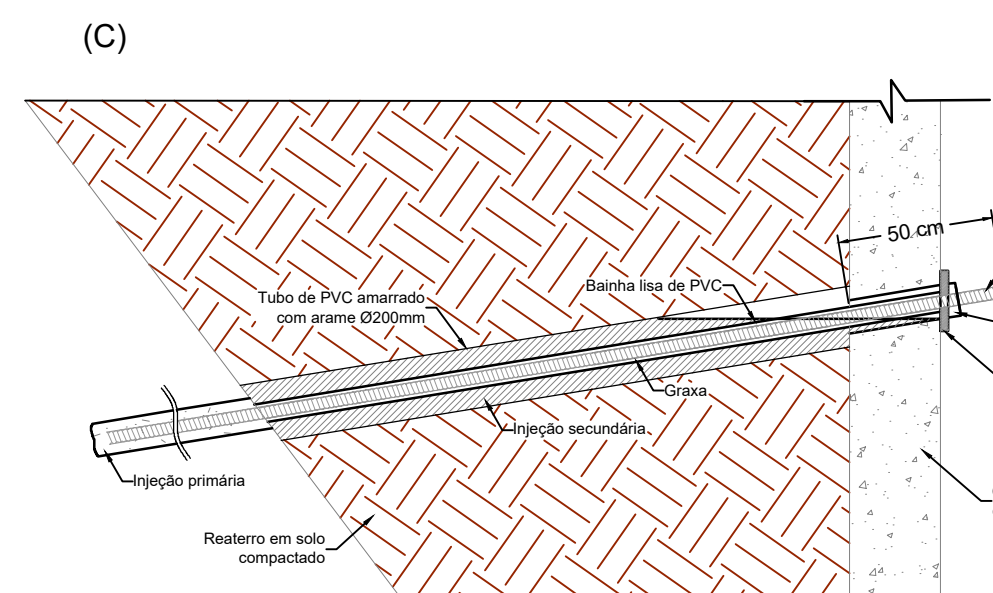 (C)
50 cm
Bainha lisa de PVC
Tubo de PVC amarrado
com arame Ø200mm
Graxa
Injeção secundária
Injeção primária
Reaterro em solo
compactado